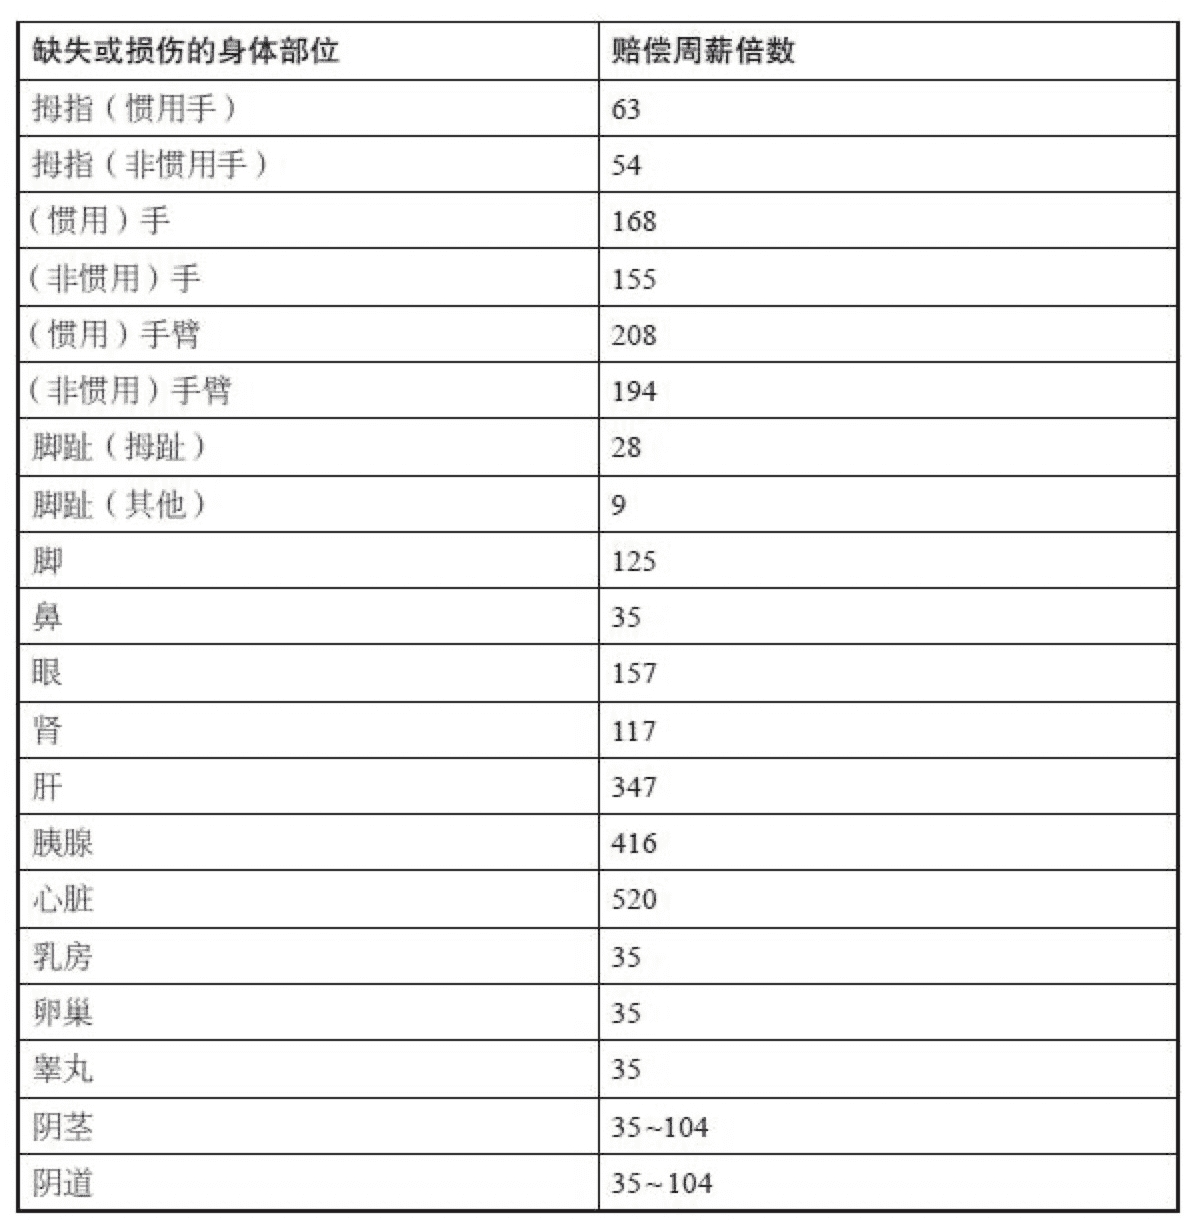 缺失或损伤的身体部位 赔偿周薪倍数
拇指（惯用手） 63
拇指（非惯用手） 54
（惯用）手 168
（非惯用）手 155
（惯用）手臂 208
（非惯用）手臂 194
脚趾（拇趾） 28
脚趾（其他） 9
脚 125
鼻 35
眼 157
肾 117
肝 347
胰腺 416
心脏 520
乳房 35
卵巢 35
睾丸 35
阴茎 35~104
阴道 35~104